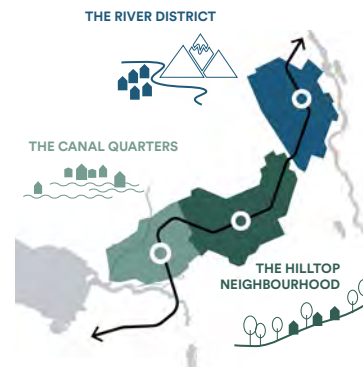 THE RIVER DISTRICT
THE CANAL QUARTERS
THE HILLTOP
NEIGHBOURHOOD